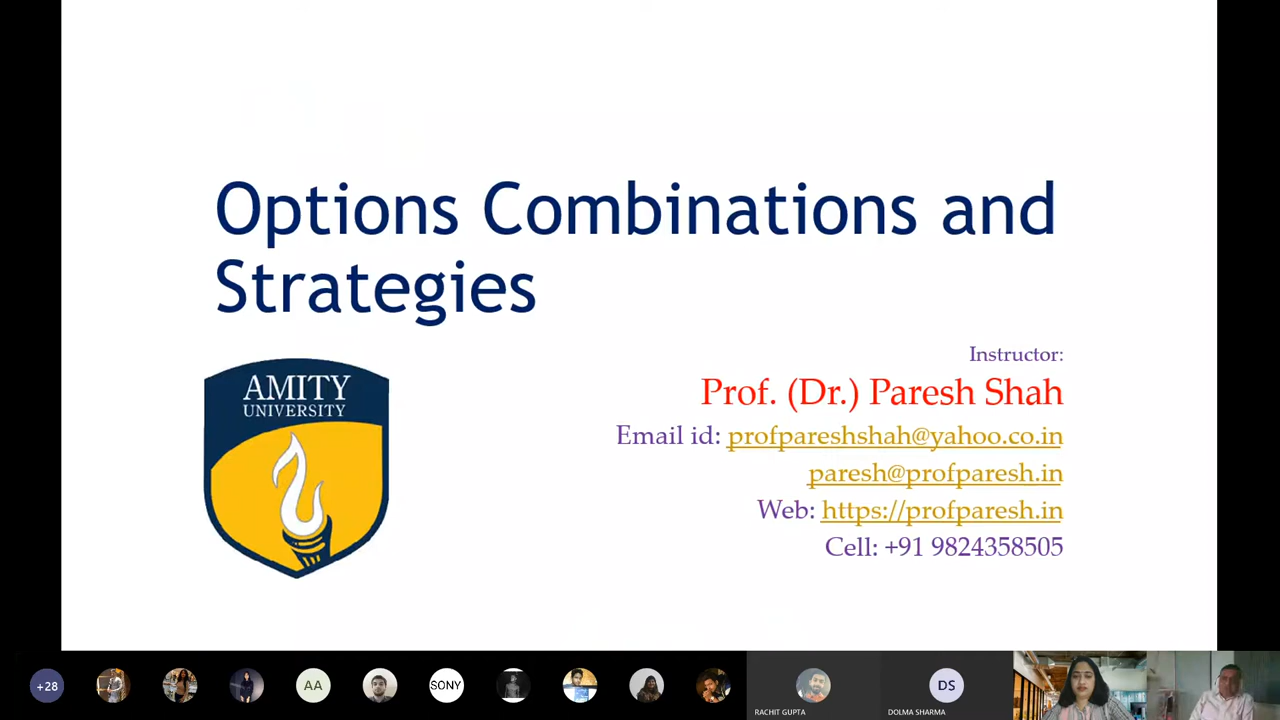 Options Combinations and
Strategies
AMITY
UNIVERSITY
Instructor:
Prof. (Dr.) Paresh Shah
Email id: profpareshshah@yahoo.co.in
paresh@profparesh.in
Web: https://profparesh.in
Cell: +91 9824358505
+28
AA
SONY
DS
RACHIT GUPTA
DOLMA SHARMA